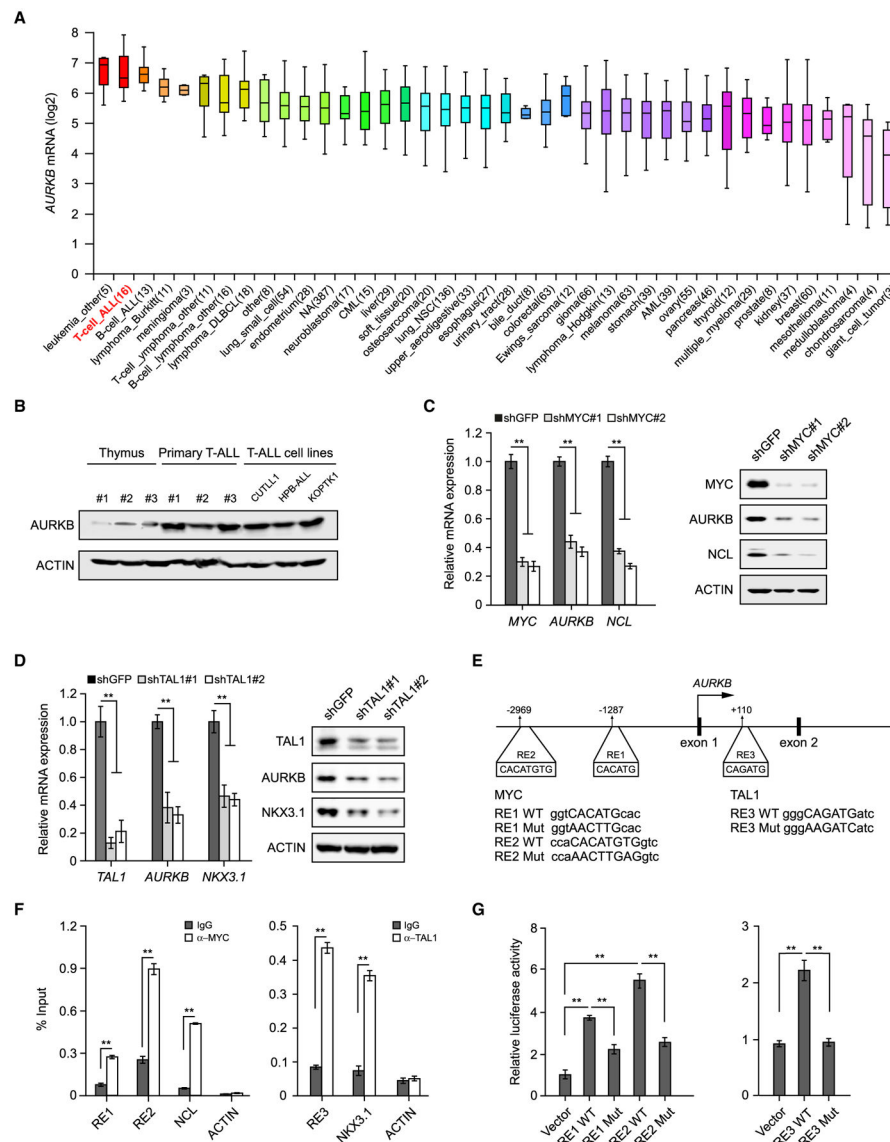 A
AURKB mRNA (log2)
8
7
6
5
4
3
2
1
0
leukemia_other(5)
T-cell_ALL(16)
B-cell_ALL(13)
lymphoma_Burkitt(11)
meningioma(3)
T-cell_lymphoma_other(11)
B-cell_lymphoma_other(16)
lymphoma_DLBCL(18)
other(8)
lung_small_cell(54)
endometrium(28)
NA(387)
neuroblastoma(17)
CML(15)
liver(29)
soft_tissue(20)
osteosarcoma(20)
lung_NSC(136)
upper_aerodigestive(33)
esophagus(27)
urinary_tract(28)
bile_duct(8)
colorectal(63)
Ewings_sarcoma(12)
glioma(66)
lymphoma_Hodgkin(13)
melanoma(63)
stomach(39)
AML(39)
ovary(55)
pancreas(46)
thyroid(12)
multiple_myeloma(29)
prostate(8)
kidney(37)
breast(60)
mesothelioma(11)
medulloblastoma(4)
chondrosarcoma(4)
giant_cell_tumor(3
B
Thymus Primary T-ALL T-ALL cell lines
#1 #2 #3 #1 #2 #3 CUTLL1 HPB-ALL KOPTK1
AURKB
ACTIN
C
shGFP shMYC#1 shMYC#2
Relative mRNA expression
1.2
1.0
0.8
0.6
0.4
0.2
0
** ** **
MYC AURKB NCL
shGFP shMYC#1 shMYC#2
MYC
AURKB
NCL
ACTIN
D
shGFP shTAL1#1 shTAL1#2
Relative mRNA expression
1.2
1.0
0.8
0.6
0.4
0.2
0
** ** **
TAL1 AURKB NKX3.1
shGFP shTAL1#1 shTAL1#2
TAL1
AURKB
NKX3.1
ACTIN
E
AURKB
-2969 -1287 +110
exon 1 exon 2
RE2 RE1 RE3
CACATGTG CACATG CAGATG
MYC TAL1
RE1 WT ggtCACATGcac RE3 WT gggCAGATGatc
RE1 Mut ggtAACTTGcac RE3 Mut gggAAGATCatc
RE2 WT ccaCACATGTGgtc
RE2 Mut ccaAACTTGAGgtc
F
% Input
1.2
0.9
0.6
0.3
0
IgG
α-MYC
** ** **
RE1 RE2 NCL ACTIN
0.5
0.4
0.3
0.2
0.1
0
IgG
α-TAL1
** **
RE3 NKX3.1 ACTIN
G
Relative luciferase activity
8
6
4
2
0
**
** ** **
Vector RE1 WT RE1 Mut RE2 WT RE2 Mut
3
2
1
0
** **
Vector RE3 WT RE3 Mut